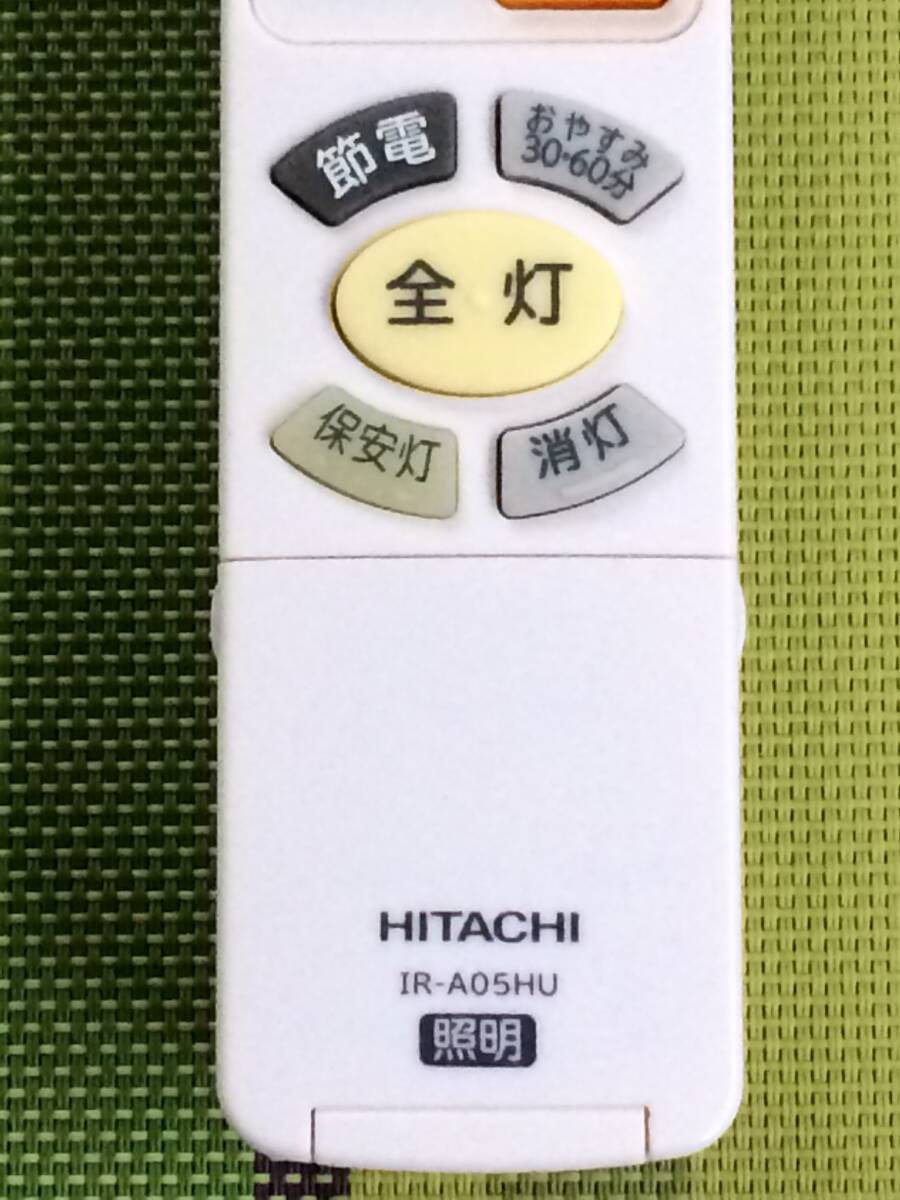 節電
おやすみ
30・60分
全灯
保安灯
消灯
HITACHI
IR-A05HU
照明